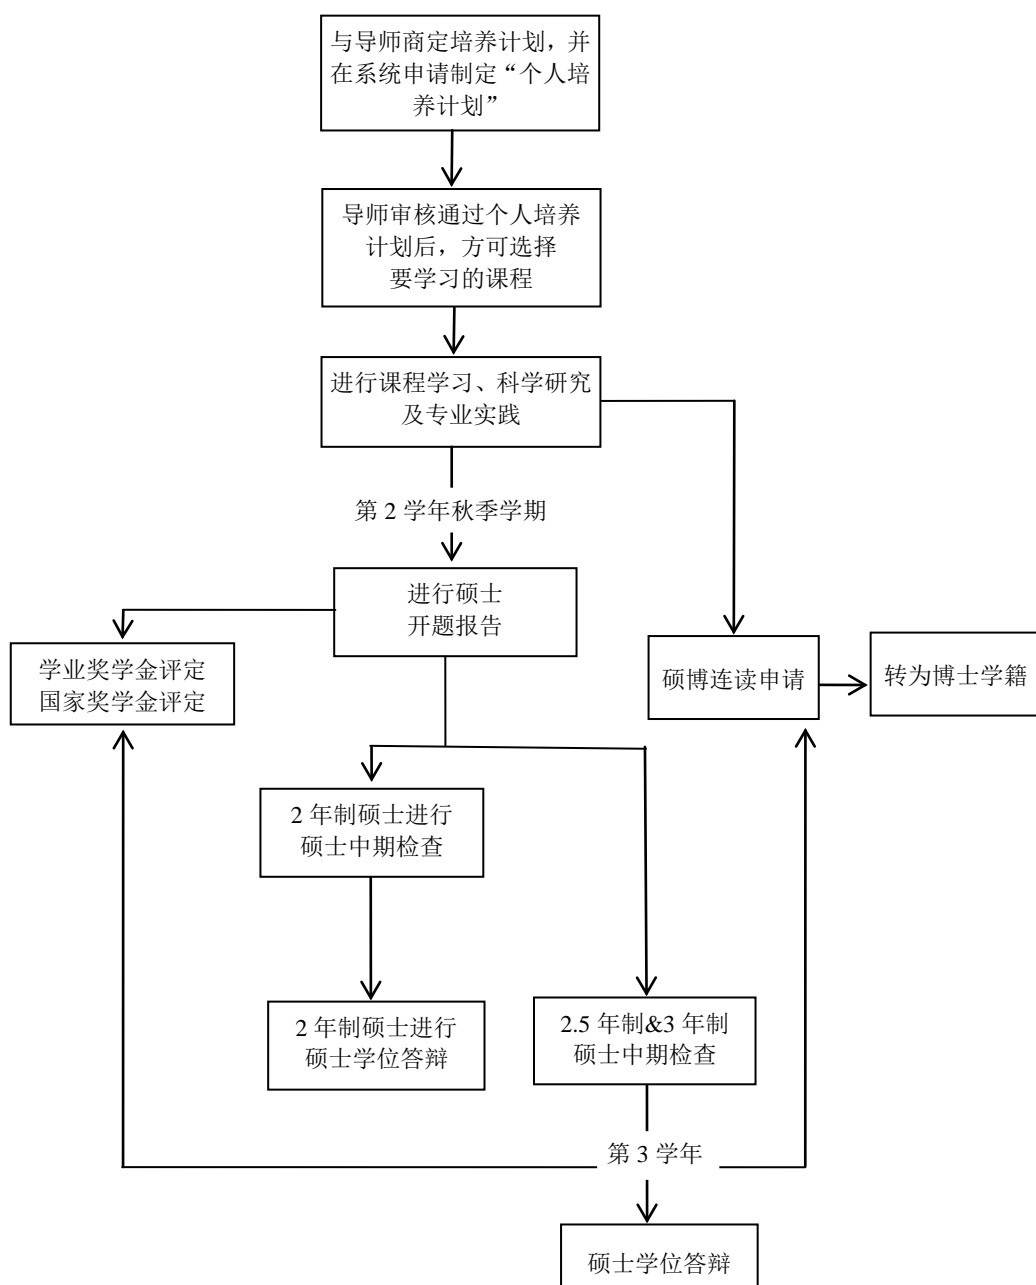 与导师商定培养计划，并
在系统申请制定“个人培
养计划”
导师审核通过个人培养
计划后，方可选择
要学习的课程
进行课程学习、科学研究
及专业实践
第 2 学年秋季学期
进行硕士
开题报告
学业奖学金评定
国家奖学金评定
硕博连读申请
转为博士学籍
2 年制硕士进行
硕士中期检查
2 年制硕士进行
硕士学位答辩
2.5 年制&3 年制
硕士中期检查
第 3 学年
硕士学位答辩